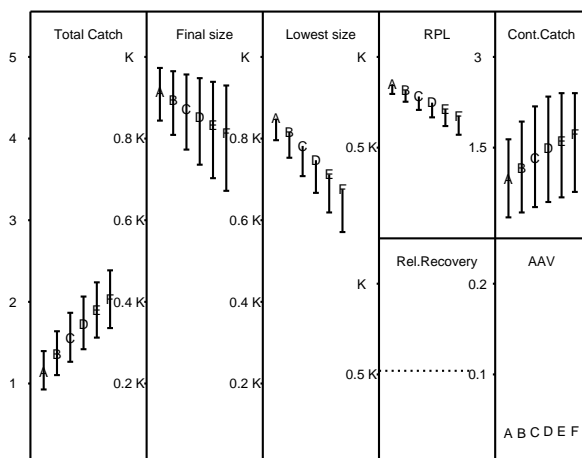 Total Catch Final size Lowest size RPL Cont.Catch
5 K K 3
A
A B
B C A
C D A B
4 0.8 K D E 0.8 K B C D
E F C E F
F D 0.5 K 1.5 D E F
E C
F B
A
3 0.6 K 0.6 K
Rel.Recovery AAV
K 0.2
2 0.4 K 0.4 K
F
E
D
C
B
A
1 0.2 K 0.2 K 0.5 K 0.1
A B C D E F